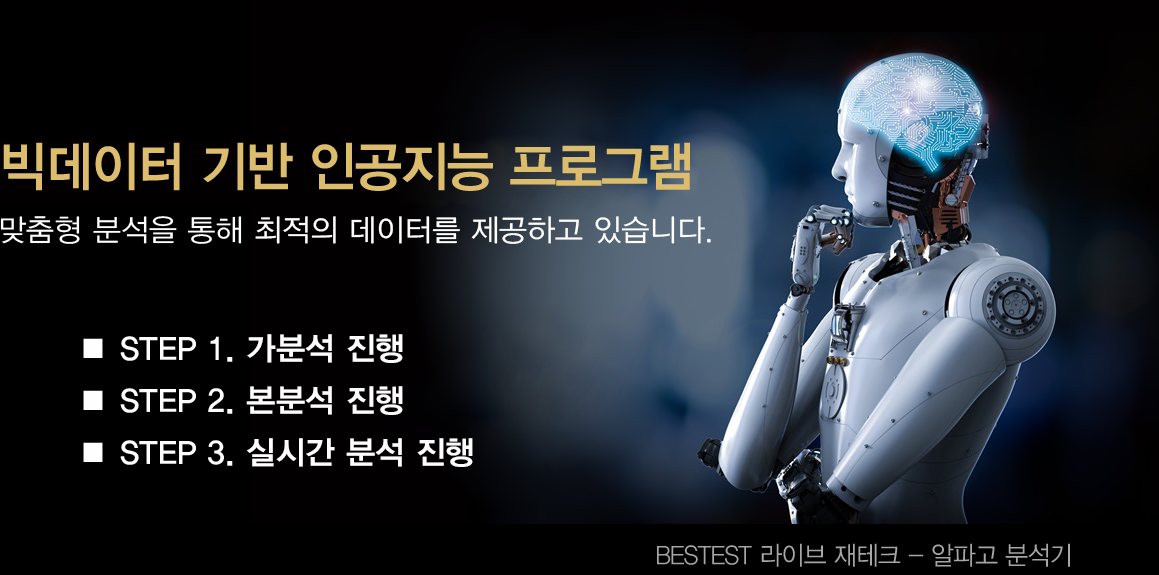 빅데이터 기반 인공지능 프로그램
맞춤형 분석을 통해 최적의 데이터를 제공하고 있습니다.
■ STEP 1. 가분석 진행
■ STEP 2. 본분석 진행
■ STEP 3. 실시간 분석 진행
BESTEST 라이브 재테크 – 알파고 분석기